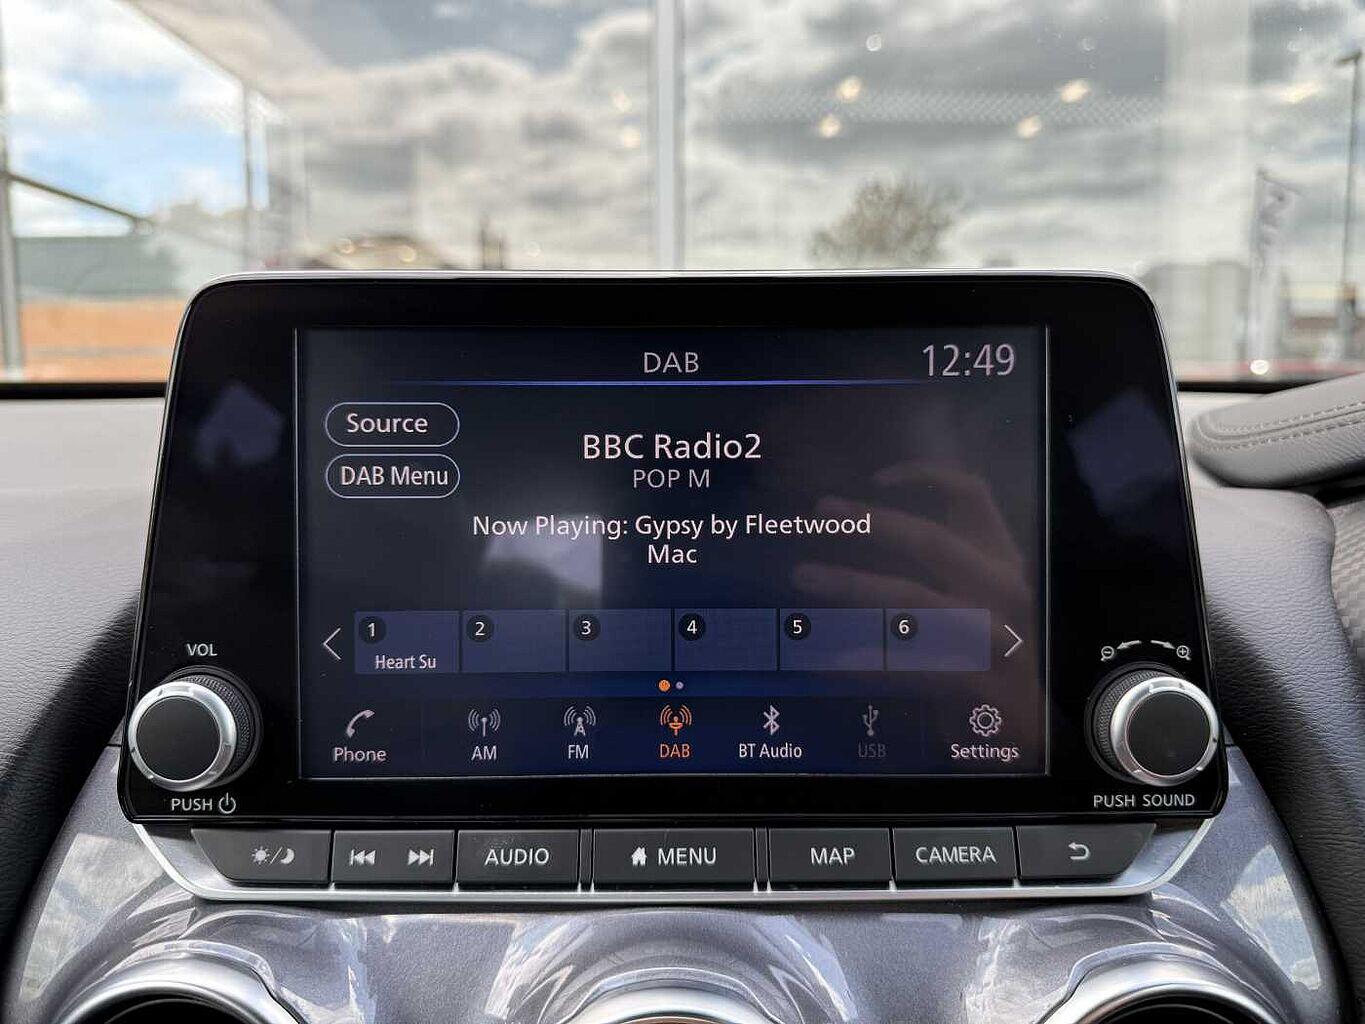 DAB
12:49
Source
DAB Menu
BBC Radio2
POP M
Now Playing: Gypsy by Fleetwood
Mac
1
2
3
4
5
6
Heart Su
Phone
AM
FM
DAB
BT Audio
USB
Settings
VOL
PUSH
PUSH SOUND
AUDIO
MENU
MAP
CAMERA